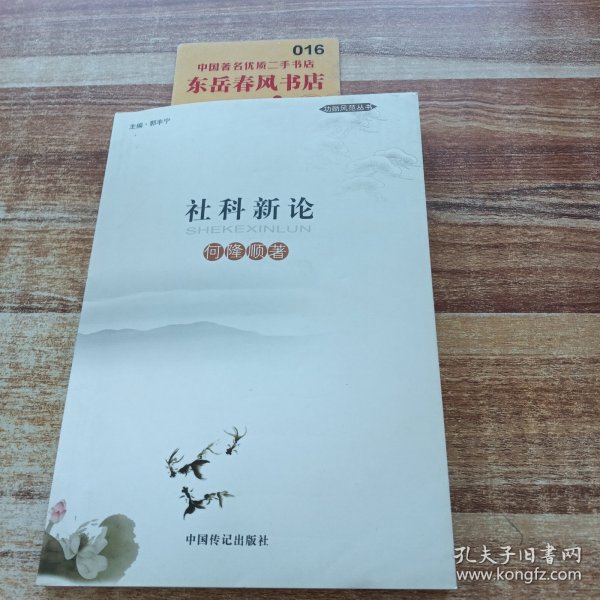 016
中国著名优质二手书店
东岳春风书店
功勋风范丛书
主编·郭丰宁
社科新论
SHEKEXINLUN
何隆顺著
中国传记出版社
孔夫子旧书网
www.kongfz.com